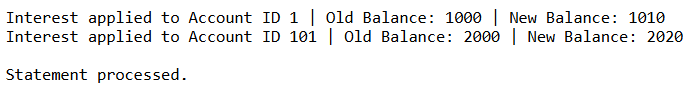 Interest applied to Account ID 1 | Old Balance: 1000 | New Balance: 1010
Interest applied to Account ID 101 | Old Balance: 2000 | New Balance: 2020
Statement processed.